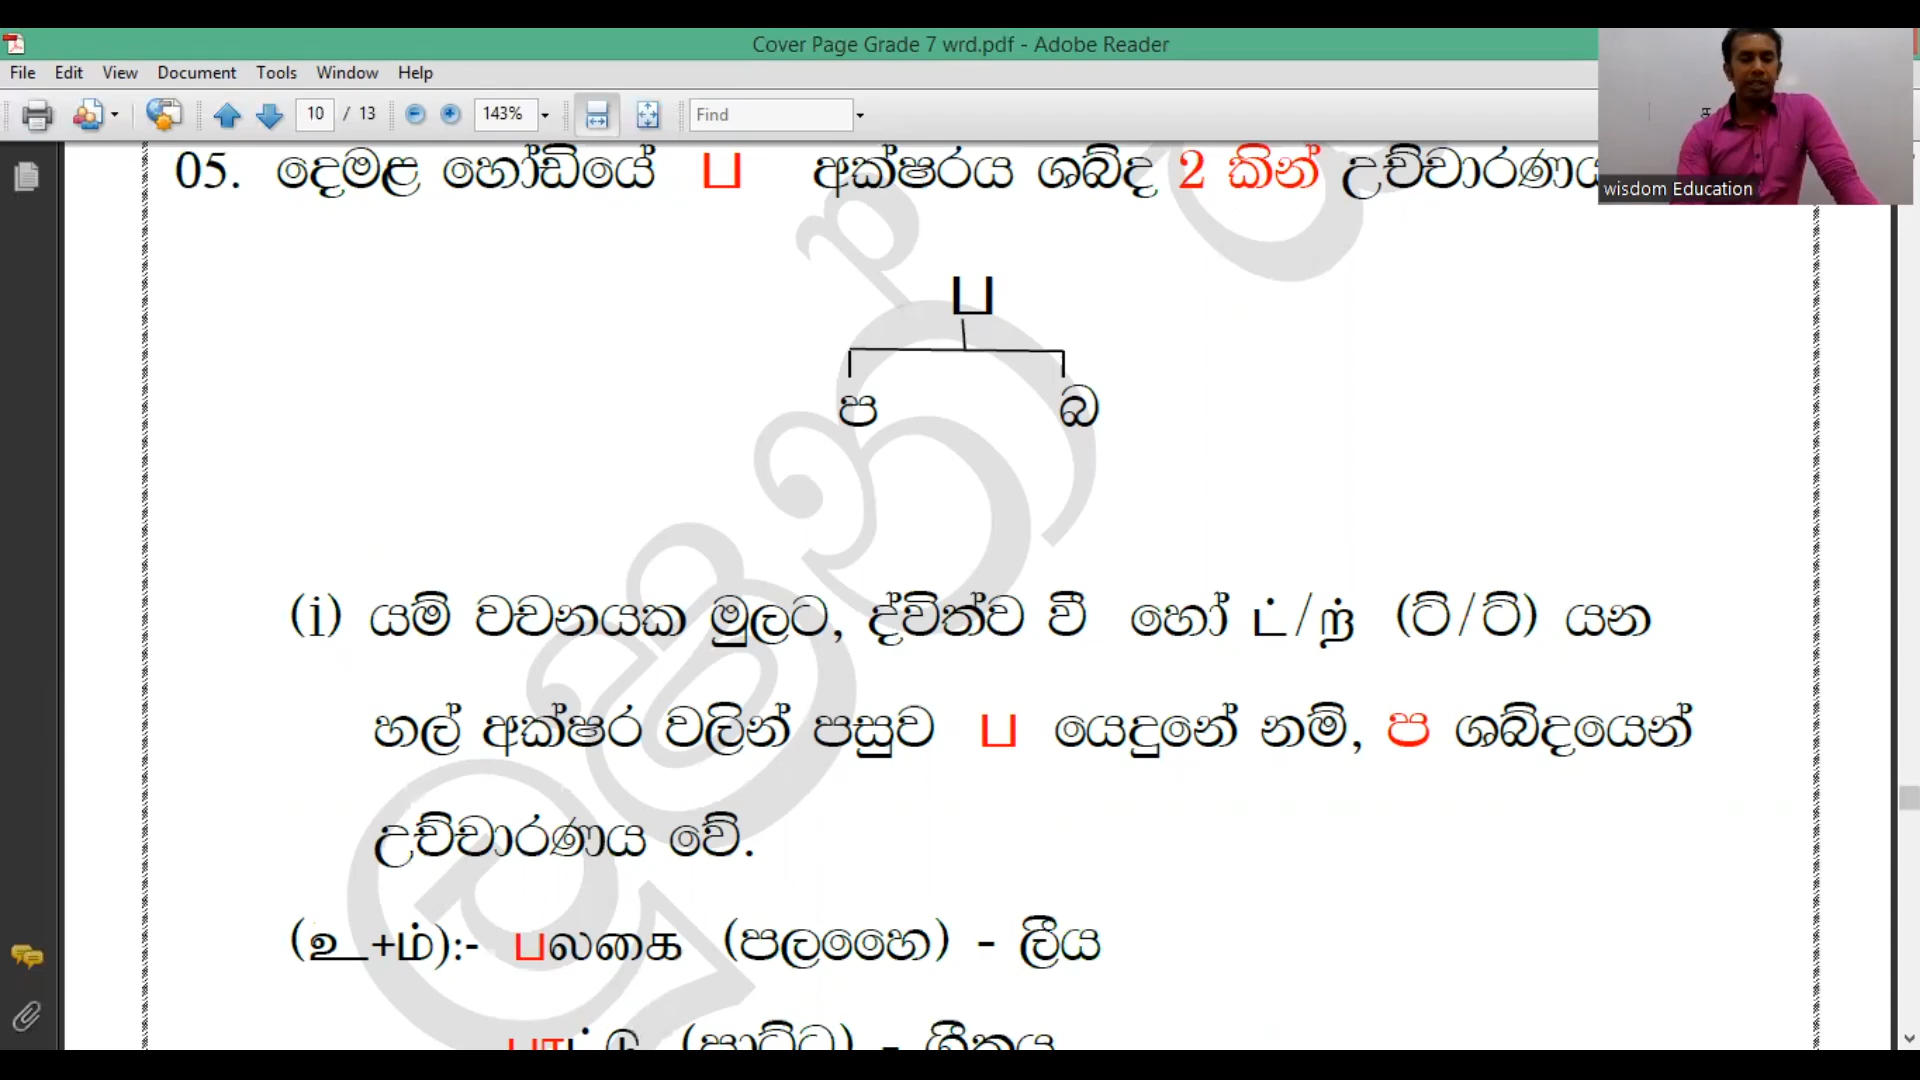 Cover Page Grade 7 wrd.pdf - Adobe Reader
File Edit View Document Tools Window Help
10 / 13 143% Find
wisdom Education
05. දෙමළ හෝඩියේ ப අක්ෂරය ශබ්ද 2 කින් උච්චාරණය
ப
ප බ
(i) යම් වචනයක මුලට, ද්විත්ව වී හෝ ட்/ற் (ට්/ට්) යන
හල් අක්ෂර වලින් පසුව ப යෙදුනේ නම්, ප ශබ්දයෙන්
උච්චාරණය වේ.
(உ+ம்):- பலகை (පලහෛ) - ලීය
பாட்டு (පාට්ටු) - ගීතය